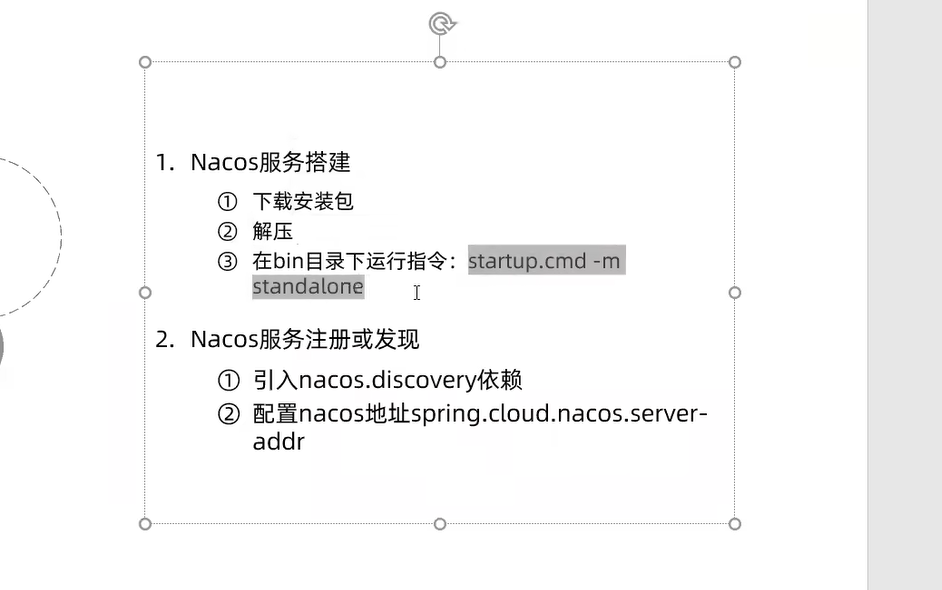 1. Nacos服务搭建
① 下载安装包
② 解压
③ 在bin目录下运行指令：startup.cmd -m
standalone
2. Nacos服务注册或发现
① 引入nacos.discovery依赖
② 配置nacos地址spring.cloud.nacos.server-
addr